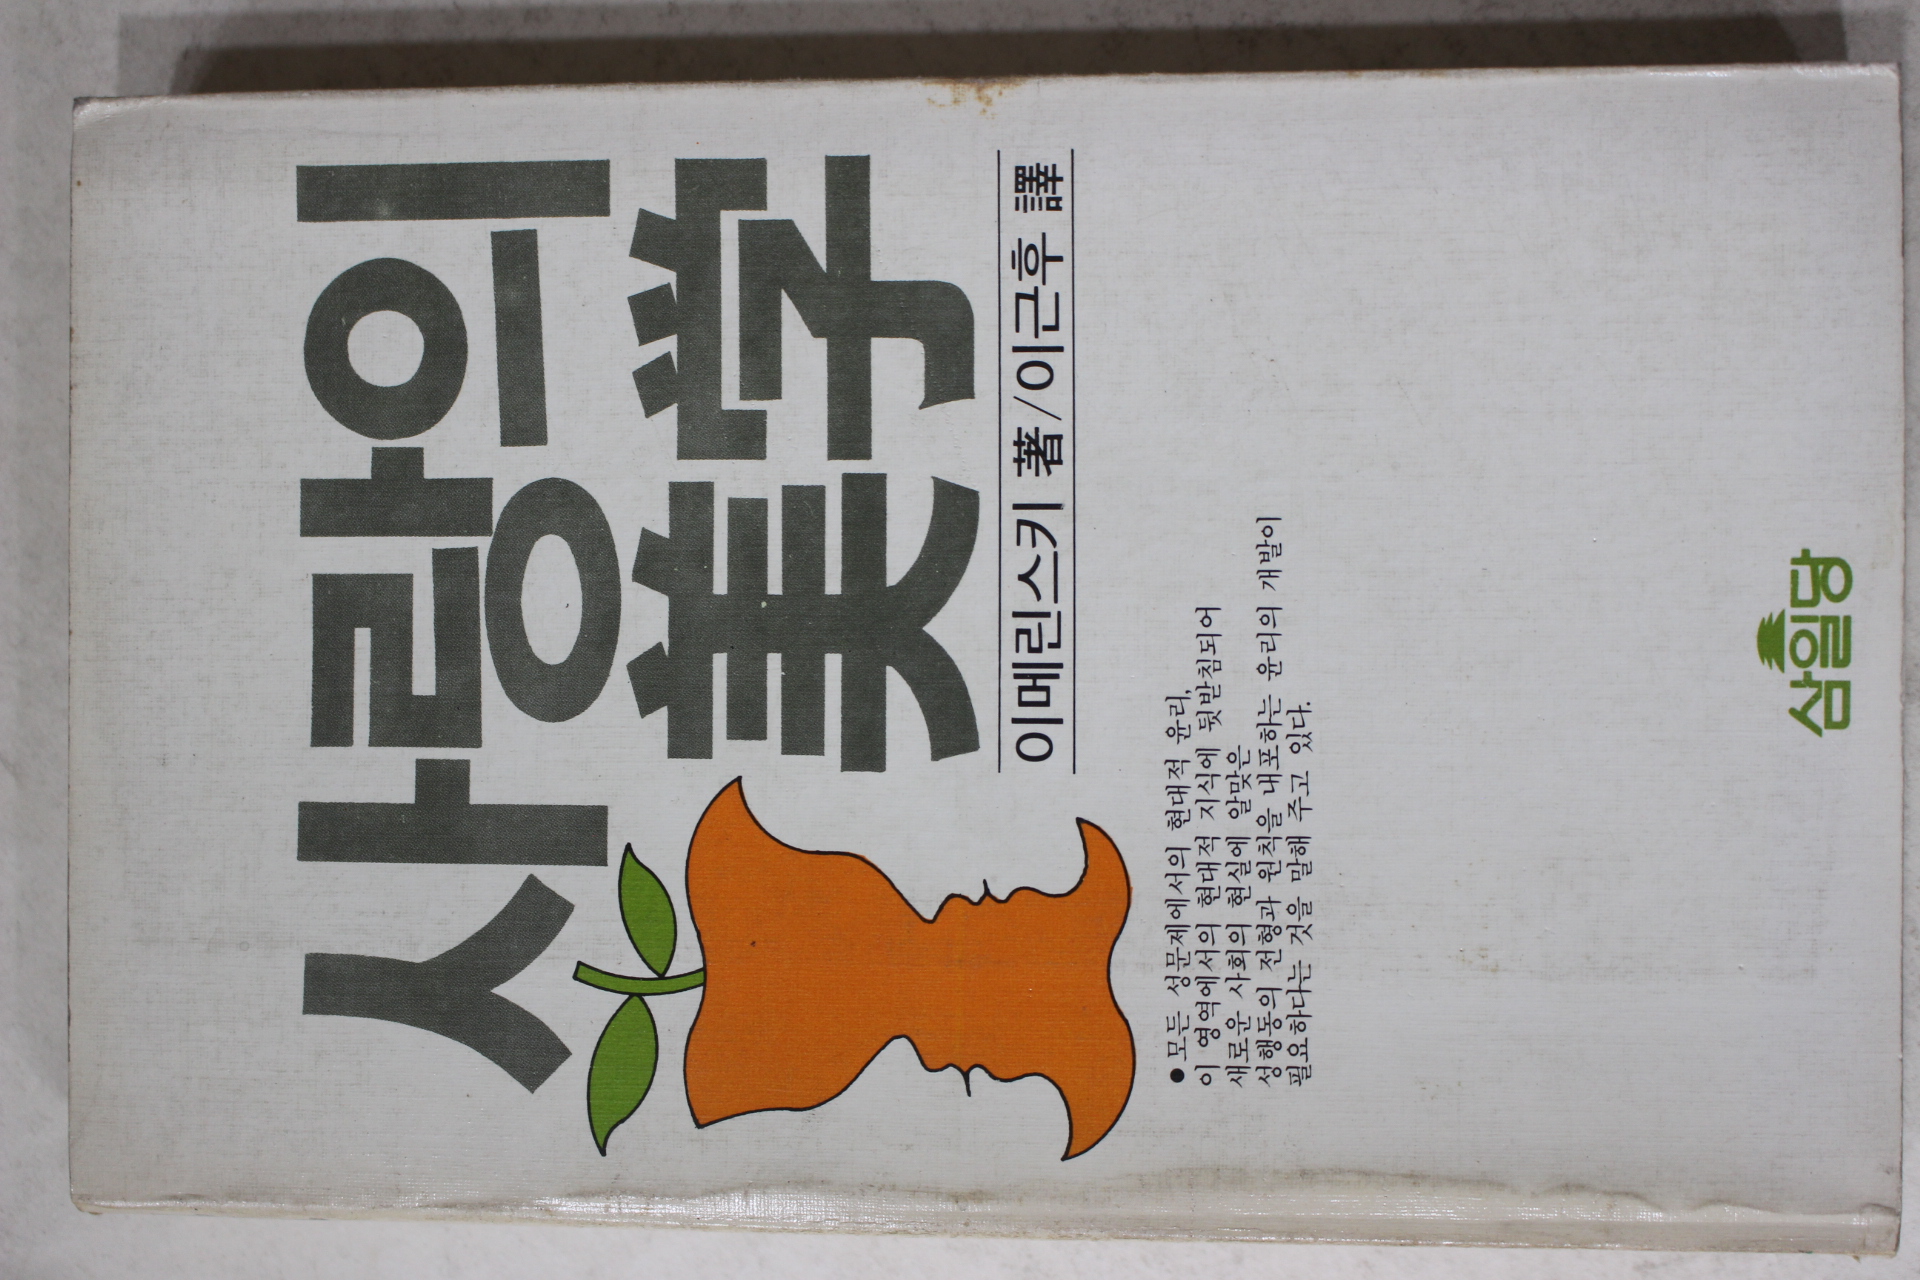 사랑의
美学
이메린스키 著/이근후 譯
● 모든 성문제에서의 현대적 윤리,
이 영역에서의 현대적 지식에 뒷받침되어
새로운 사회의 현실에 알맞은
성행동의 전형과 원칙을 내포하는 윤리의 개발이
필요하다는 것을 말해 주고 있다.
삼일당